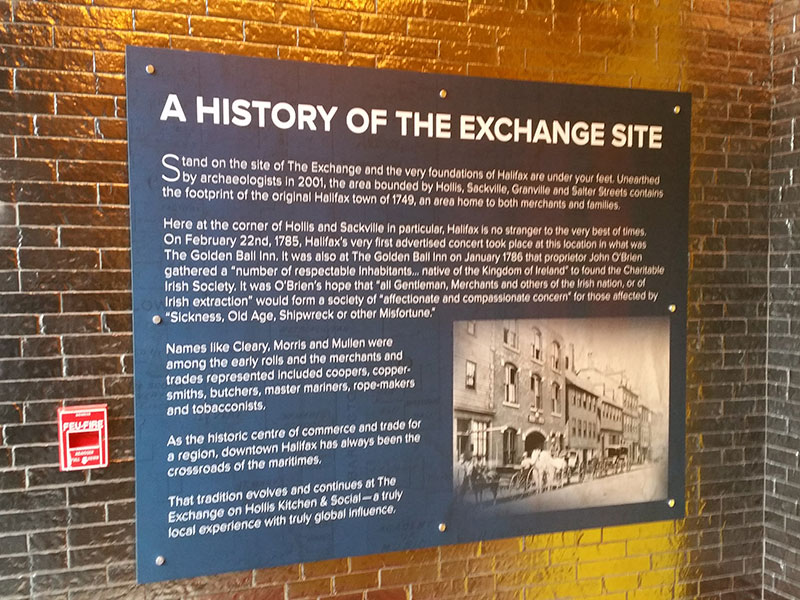 A HISTORY OF THE EXCHANGE SITE
Stand on the site of The Exchange and the very foundations of Halifax are under your feet. Unearthed
by archaeologists in 2001, the area bounded by Hollis, Sackville, Granville and Salter Streets contains
the footprint of the original Halifax town of 1749, an area home to both merchants and families.
Here at the corner of Hollis and Sackville in particular, Halifax is no stranger to the very best of times.
On February 22nd, 1785, Halifax's very first advertised concert took place at this location in what was
The Golden Ball Inn. It was also at The Golden Ball Inn on January 1786 that proprietor John O'Brien
gathered a "number of respectable Inhabitants... native of the Kingdom of Ireland" to found the Charitable
Irish Society. It was O'Brien's hope that "all Gentleman, Merchants and others of the Irish nation, or of
Irish extraction" would form a society of "affectionate and compassionate concern" for those affected by
"Sickness, Old Age, Shipwreck or other Misfortune."
Names like Cleary, Morris and Mullen were
among the early rolls and the merchants and
trades represented included coopers, copper-
smiths, butchers, master mariners, rope-makers
and tobacconists.
As the historic centre of commerce and trade for
a region, downtown Halifax has always been the
crossroads of the maritimes.
That tradition evolves and continues at The
Exchange on Hollis Kitchen & Social—a truly
local experience with truly global influence.
FEU-FIRE